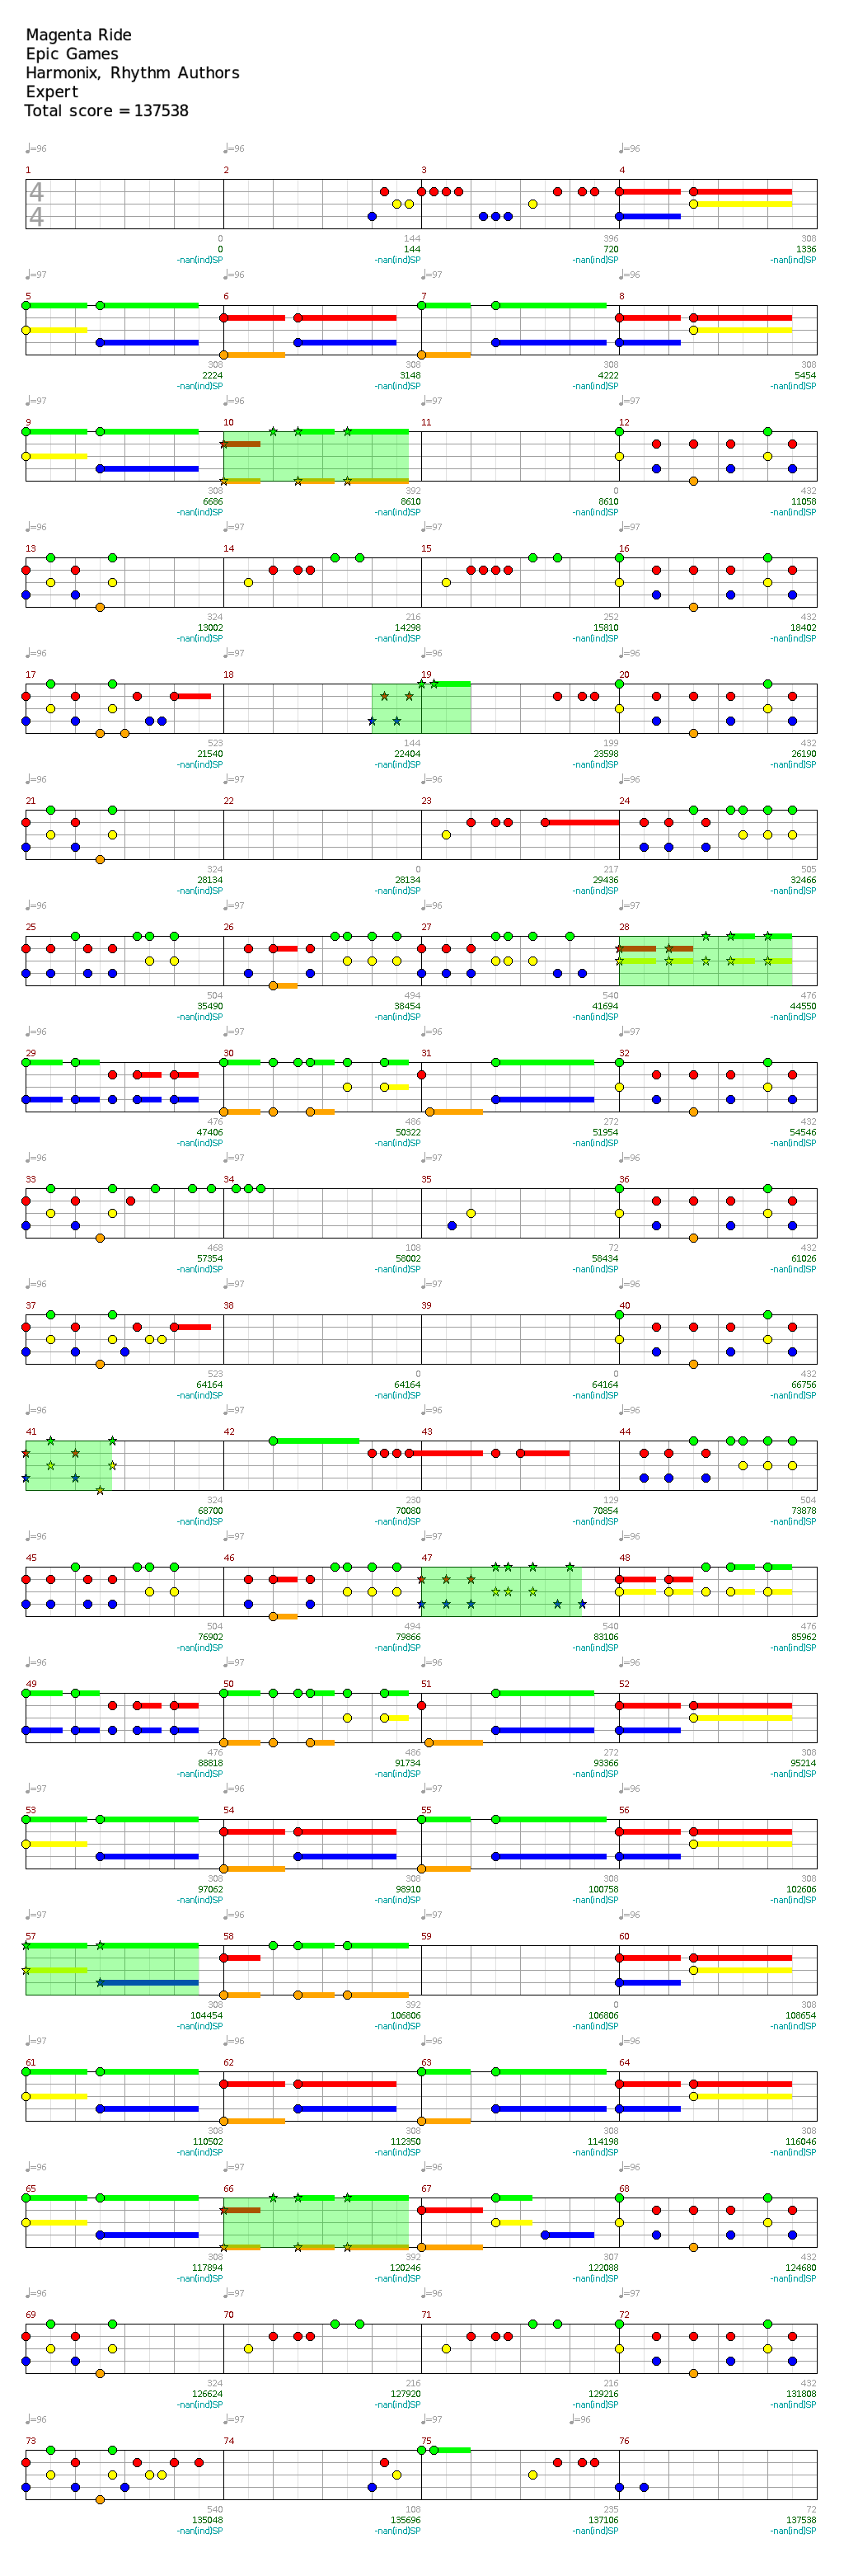 Magenta Ride
Epic Games
Harmonix, Rhythm Authors
Expert
Total score = 137538
♩=96 ♩=96 ♩=96
1 2 3 4
4
4
0 144 396 308
0 144 720 1336
-nan(ind)SP -nan(ind)SP -nan(ind)SP -nan(ind)SP
♩=97 ♩=96 ♩=97 ♩=96
5 6 7 8
308 308 308 308
2224 3148 4222 5454
-nan(ind)SP -nan(ind)SP -nan(ind)SP -nan(ind)SP
♩=97 ♩=96 ♩=97 ♩=96
9 10 11 12
308 392 0 432
6686 8610 8610 11058
-nan(ind)SP -nan(ind)SP -nan(ind)SP -nan(ind)SP
♩=96 ♩=97 ♩=97 ♩=96
13 14 15 16
324 216 252 432
13002 14298 15810 18402
-nan(ind)SP -nan(ind)SP -nan(ind)SP -nan(ind)SP
♩=96 ♩=97 ♩=96 ♩=96
17 18 19 20
523 144 199 432
21540 22404 23598 26190
-nan(ind)SP -nan(ind)SP -nan(ind)SP -nan(ind)SP
♩=96 ♩=97 ♩=96 ♩=96
21 22 23 24
324 0 217 505
28134 28134 29436 32466
-nan(ind)SP -nan(ind)SP -nan(ind)SP -nan(ind)SP
♩=96 ♩=96 ♩=96 ♩=97
25 26 27 28
504 494 540 476
35490 38454 41694 44550
-nan(ind)SP -nan(ind)SP -nan(ind)SP -nan(ind)SP
♩=96 ♩=96 ♩=96 ♩=97
29 30 31 32
476 486 272 432
47406 50322 51954 54546
-nan(ind)SP -nan(ind)SP -nan(ind)SP -nan(ind)SP
♩=96 ♩=97 ♩=96 ♩=96
33 34 35 36
468 108 72 432
57354 58002 58434 61026
-nan(ind)SP -nan(ind)SP -nan(ind)SP -nan(ind)SP
♩=96 ♩=97 ♩=96 ♩=96
37 38 39 40
523 0 0 432
64164 64164 64164 66756
-nan(ind)SP -nan(ind)SP -nan(ind)SP -nan(ind)SP
♩=96 ♩=97 ♩=96 ♩=96
41 42 43 44
324 230 129 504
68700 70080 70854 73878
-nan(ind)SP -nan(ind)SP -nan(ind)SP -nan(ind)SP
♩=96 ♩=97 ♩=96 ♩=96
45 46 47 48
504 494 540 476
76902 79866 83106 85962
-nan(ind)SP -nan(ind)SP -nan(ind)SP -nan(ind)SP
♩=96 ♩=97 ♩=96 ♩=96
49 50 51 52
476 486 272 308
88818 91734 93366 95214
-nan(ind)SP -nan(ind)SP -nan(ind)SP -nan(ind)SP
♩=97 ♩=96 ♩=97 ♩=96
53 54 55 56
308 308 308 308
97062 98910 100758 102606
-nan(ind)SP -nan(ind)SP -nan(ind)SP -nan(ind)SP
♩=97 ♩=96 ♩=97 ♩=96
57 58 59 60
308 392 0 308
104454 106806 106806 108654
-nan(ind)SP -nan(ind)SP -nan(ind)SP -nan(ind)SP
♩=97 ♩=96 ♩=96 ♩=96
61 62 63 64
308 308 308 308
110502 112350 114198 116046
-nan(ind)SP -nan(ind)SP -nan(ind)SP -nan(ind)SP
♩=96 ♩=97 ♩=96 ♩=96
65 66 67 68
308 392 307 432
117894 120246 122088 124680
-nan(ind)SP -nan(ind)SP -nan(ind)SP -nan(ind)SP
♩=96 ♩=97 ♩=96 ♩=97
69 70 71 72
324 216 216 432
126624 127920 129216 131808
-nan(ind)SP -nan(ind)SP -nan(ind)SP -nan(ind)SP
♩=96 ♩=97 ♩=97 ♩=96
73 74 75 76
540 108 235 72
135048 135696 137106 137538
-nan(ind)SP -nan(ind)SP -nan(ind)SP -nan(ind)SP